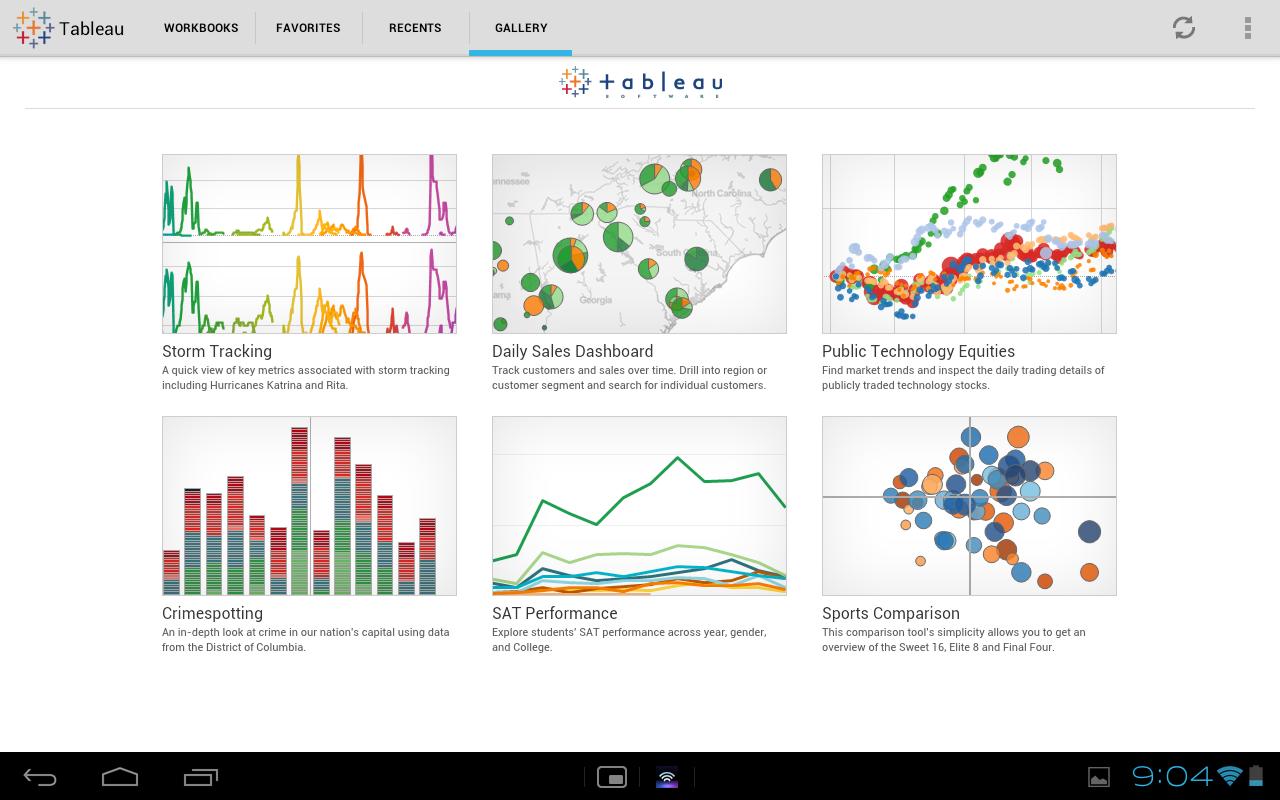 Tableau
WORKBOOKS
FAVORITES
RECENTS
GALLERY
tableau
SOFTWARE
nnessee
North Carolina
Georgia
ama
Storm Tracking
A quick view of key metrics associated with storm tracking
including Hurricanes Katrina and Rita.
Daily Sales Dashboard
Track customers and sales over time. Drill into region or
customer segment and search for individual customers.
Public Technology Equities
Find market trends and inspect the daily trading details of
publicly traded technology stocks.
Crimespotting
An in-depth look at crime in our nation's capital using data
from the District of Columbia.
SAT Performance
Explore students' SAT performance across year, gender,
and College.
Sports Comparison
This comparison tool's simplicity allows you to get an
overview of the Sweet 16, Elite 8 and Final Four.
9:04